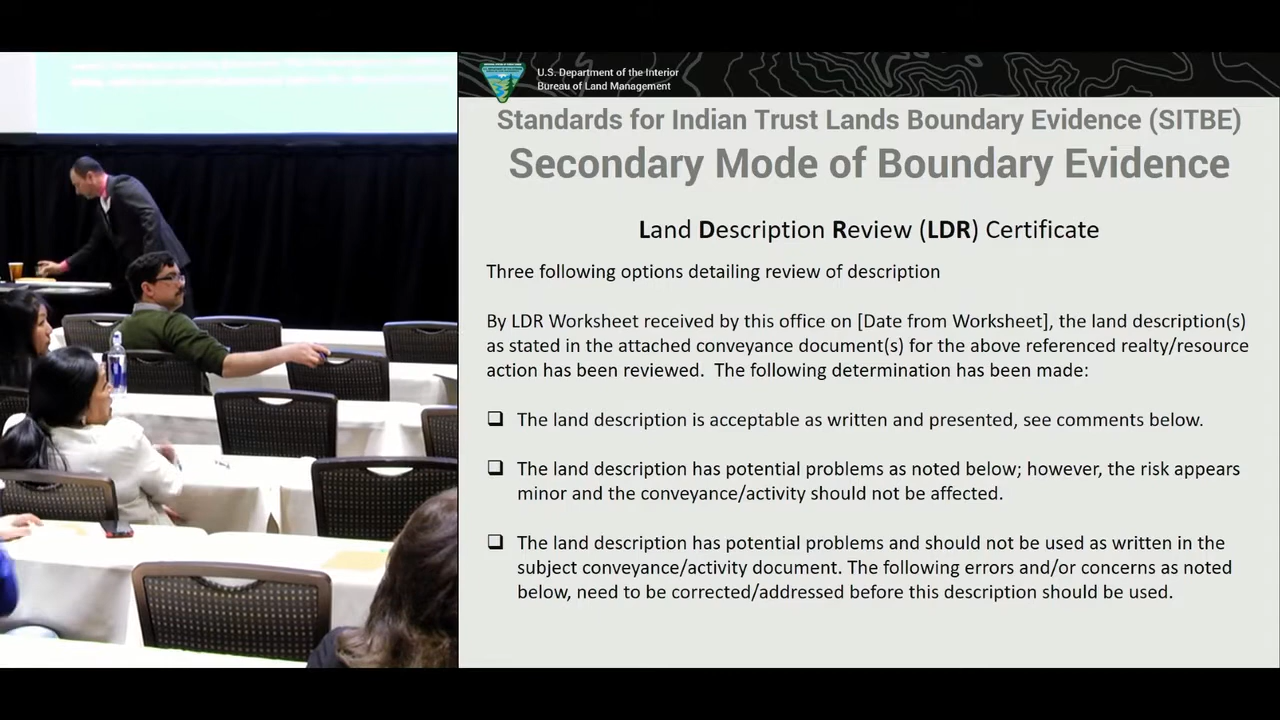 U.S. Department of the Interior
Bureau of Land Management
Standards for Indian Trust Lands Boundary Evidence (SITBE)
Secondary Mode of Boundary Evidence
Land Description Review (LDR) Certificate
Three following options detailing review of description
By LDR Worksheet received by this office on [Date from Worksheet], the land description(s)
as stated in the attached conveyance document(s) for the above referenced realty/resource
action has been reviewed.  The following determination has been made:
❑ The land description is acceptable as written and presented, see comments below.
❑ The land description has potential problems as noted below; however, the risk appears
minor and the conveyance/activity should not be affected.
❑ The land description has potential problems and should not be used as written in the
subject conveyance/activity document. The following errors and/or concerns as noted
below, need to be corrected/addressed before this description should be used.